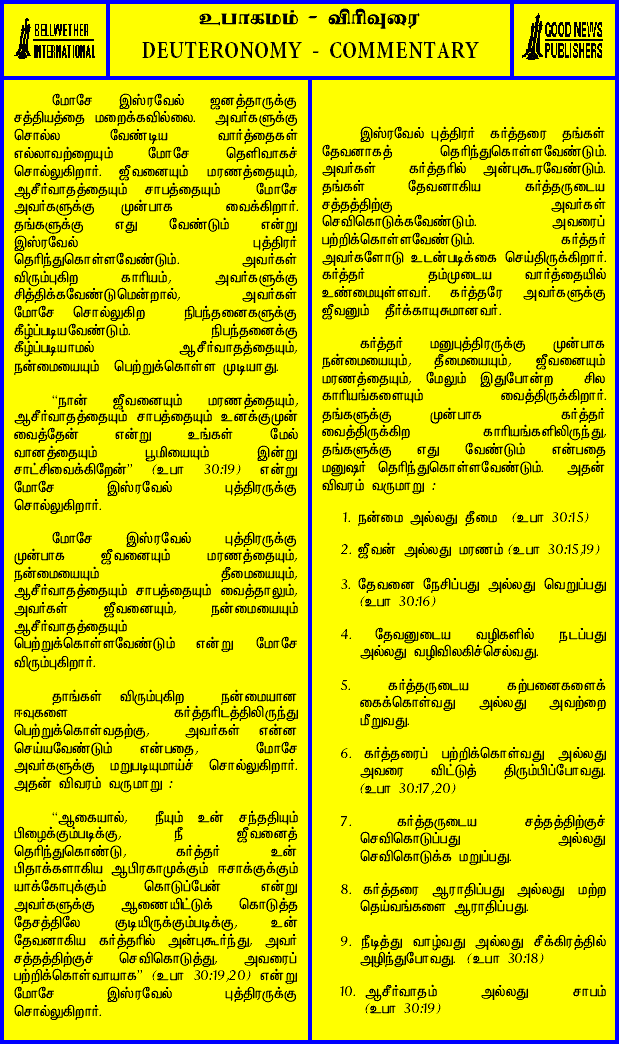 BELLWETHER
INTERNATIONAL
உபாகமம் - விரிவுரை
DEUTERONOMY - COMMENTARY
GOOD NEWS
PUBLISHERS
மோசே இஸ்ரவேல் ஜனத்தாருக்கு
சத்தியத்தை மறைக்கவில்லை. அவர்களுக்கு
சொல்ல வேண்டிய வார்த்தைகள்
எல்லாவற்றையும் மோசே தெளிவாகச்
சொல்லுகிறார். ஜீவனையும் மரணத்தையும்,
ஆசீர்வாதத்தையும் சாபத்தையும் மோசே
அவர்களுக்கு முன்பாக வைக்கிறார்.
தங்களுக்கு எது வேண்டும் என்று
இஸ்ரவேல் புத்திரர்
தெரிந்துகொள்ளவேண்டும். அவர்கள்
விரும்புகிற காரியம், அவர்களுக்கு
சித்திக்கவேண்டுமென்றால், அவர்கள்
மோசே சொல்லுகிற நிபந்தனைகளுக்கு
கீழ்ப்படியவேண்டும். நிபந்தனைக்கு
கீழ்ப்படியாமல் ஆசீர்வாதத்தையும்,
நன்மையையும் பெற்றுக்கொள்ள முடியாது.
“நான் ஜீவனையும் மரணத்தையும்,
ஆசீர்வாதத்தையும் சாபத்தையும் உனக்குமுன்
வைத்தேன் என்று உங்கள் மேல்
வானத்தையும் பூமியையும் இன்று
சாட்சிவைக்கிறேன்” (உபா 30:19) என்று
மோசே இஸ்ரவேல் புத்திரருக்கு
சொல்லுகிறார்.
மோசே இஸ்ரவேல் புத்திரருக்கு
முன்பாக ஜீவனையும் மரணத்தையும்,
நன்மையையும் தீமையையும்,
ஆசீர்வாதத்தையும் சாபத்தையும் வைத்தாலும்,
அவர்கள் ஜீவனையும், நன்மையையும்
ஆசீர்வாதத்தையும்
பெற்றுக்கொள்ளவேண்டும் என்று மோசே
விரும்புகிறார்.
தாங்கள் விரும்புகிற நன்மையான
ஈவுகளை கர்த்தரிடத்திலிருந்து
பெற்றுக்கொள்வதற்கு, அவர்கள் என்ன
செய்யவேண்டும் என்பதை, மோசே
அவர்களுக்கு மறுபடியுமாய்ச் சொல்லுகிறார்.
அதன் விவரம் வருமாறு :
“ஆகையால், நீயும் உன் சந்ததியும்
பிழைக்கும்படிக்கு, நீ ஜீவனைத்
தெரிந்துகொண்டு, கர்த்தர் உன்
பிதாக்களாகிய ஆபிரகாமுக்கும் ஈசாக்குக்கும்
யாக்கோபுக்கும் கொடுப்பேன் என்று
அவர்களுக்கு ஆணையிட்டுக் கொடுத்த
தேசத்திலே குடியிருக்கும்படிக்கு, உன்
தேவனாகிய கர்த்தரில் அன்புகூர்ந்து, அவர்
சத்தத்திற்குச் செவிகொடுத்து, அவரைப்
பற்றிக்கொள்வாயாக” (உபா 30:19,20) என்று
மோசே இஸ்ரவேல் புத்திரருக்கு
சொல்லுகிறார்.
இஸ்ரவேல் புத்திரர் கர்த்தரை தங்கள்
தேவனாகத் தெரிந்துகொள்ளவேண்டும்.
அவர்கள் கர்த்தரில் அன்புகூரவேண்டும்.
தங்கள் தேவனாகிய கர்த்தருடைய
சத்தத்திற்கு அவர்கள்
செவிகொடுக்கவேண்டும். அவரைப்
பற்றிக்கொள்ளவேண்டும். கர்த்தர்
அவர்களோடு உடன்படிக்கை செய்திருக்கிறார்.
கர்த்தர் தம்முடைய வார்த்தையில்
உண்மையுள்ளவர். கர்த்தரே அவர்களுக்கு
ஜீவனும் தீர்க்காயுசுமானவர்.
கர்த்தர் மனுபுத்திரருக்கு முன்பாக
நன்மையையும், தீமையையும், ஜீவனையும்
மரணத்தையும், மேலும் இதுபோன்ற சில
காரியங்களையும் வைத்திருக்கிறார்.
தங்களுக்கு முன்பாக கர்த்தர்
வைத்திருக்கிற காரியங்களிலிருந்து,
தங்களுக்கு எது வேண்டும் என்பதை
மனுஷர் தெரிந்துகொள்ளவேண்டும். அதன்
விவரம் வருமாறு :
1. நன்மை அல்லது தீமை (உபா 30:15)
2. ஜீவன் அல்லது மரணம் (உபா 30:15,19)
3. தேவனை நேசிப்பது அல்லது வெறுப்பது
(உபா 30:16)
4. தேவனுடைய வழிகளில் நடப்பது
அல்லது வழிவிலகிச்செல்வது.
5. கர்த்தருடைய கற்பனைகளைக்
கைக்கொள்வது அல்லது அவற்றை
மீறுவது.
6. கர்த்தரைப் பற்றிக்கொள்வது அல்லது
அவரை விட்டுத் திரும்பிப்போவது.
(உபா 30:17,20)
7. கர்த்தருடைய சத்தத்திற்குச்
செவிகொடுப்பது அல்லது
செவிகொடுக்க மறுப்பது.
8. கர்த்தரை ஆராதிப்பது அல்லது மற்ற
தெய்வங்களை ஆராதிப்பது.
9. நீடித்து வாழ்வது அல்லது சீக்கிரத்தில்
அழிந்துபோவது. (உபா 30:18)
10. ஆசீர்வாதம் அல்லது சாபம்
(உபா 30:19)